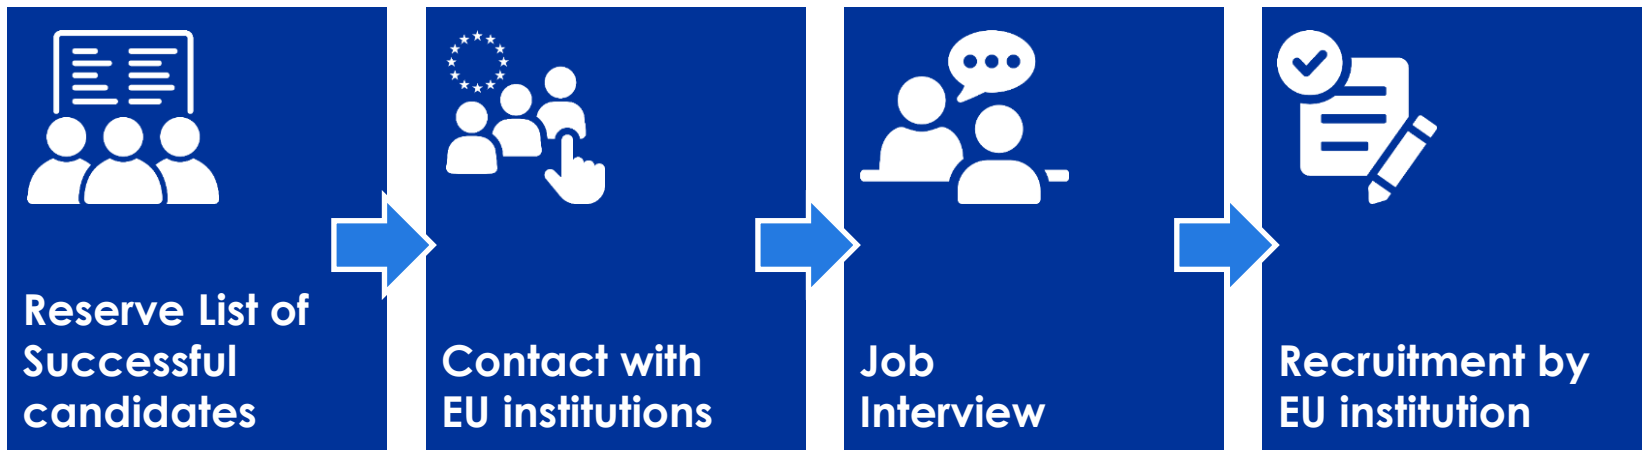 Reserve List of
Successful
candidates
Contact with
EU institutions
Job
Interview
Recruitment by
EU institution